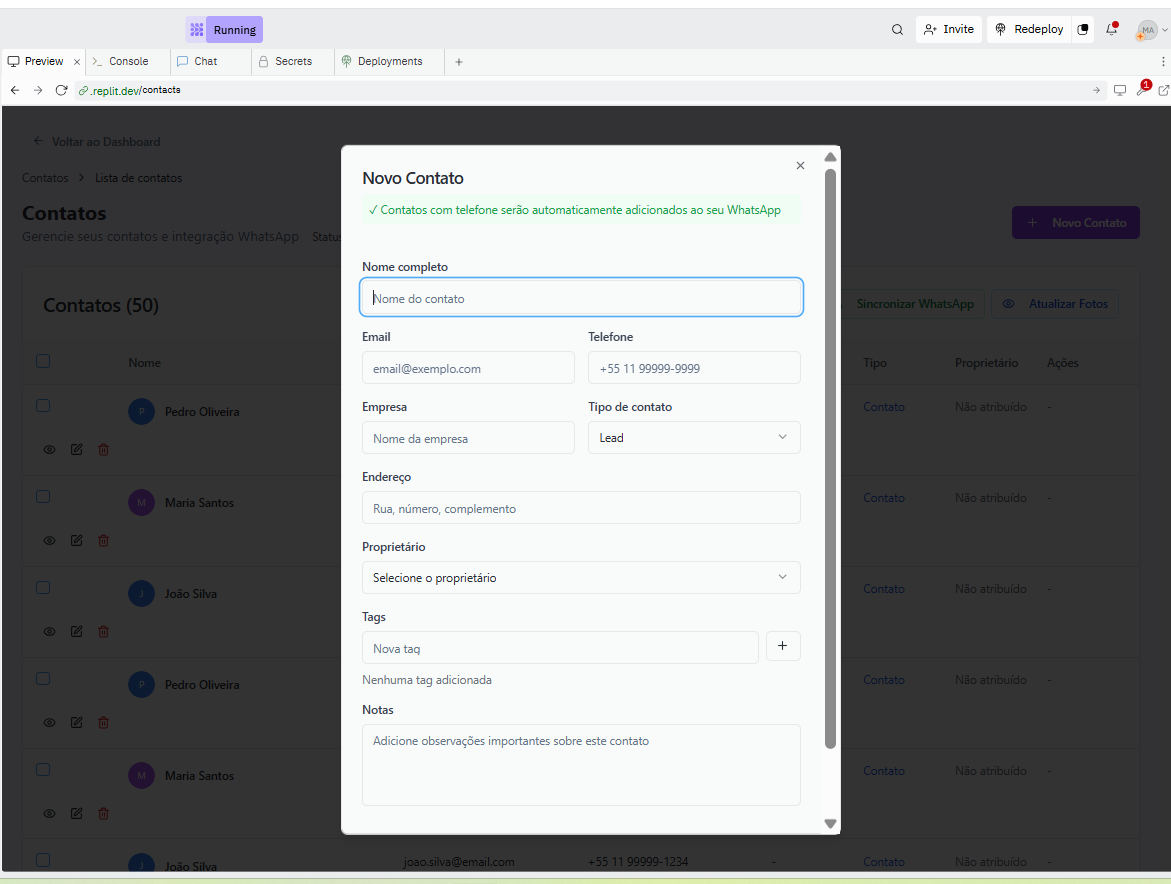 Running
Invite
Redeploy
MA
Preview
Console
Chat
Secrets
Deployments
.replit.dev/contacts
1
Voltar ao Dashboard
Contatos > Lista de contatos
Contatos
Gerencie seus contatos e integração WhatsApp Status
+ Novo Contato
Contatos (50)
Sincronizar WhatsApp
Atualizar Fotos
Nome
Tipo
Proprietário
Ações
P Pedro Oliveira
Contato
Não atribuído
-
M Maria Santos
Contato
Não atribuído
-
J João Silva
Contato
Não atribuído
-
P Pedro Oliveira
Contato
Não atribuído
-
M Maria Santos
Contato
Não atribuído
-
J João Silva
joao.silva@email.com
+55 11 99999-1234
-
Contato
Não atribuído
-
Novo Contato
✓ Contatos com telefone serão automaticamente adicionados ao seu WhatsApp
Nome completo
Nome do contato
Email
Telefone
email@exemplo.com
+55 11 99999-9999
Empresa
Tipo de contato
Nome da empresa
Lead
Endereço
Rua, número, complemento
Proprietário
Selecione o proprietário
Tags
Nova tag
+
Nenhuma tag adicionada
Notas
Adicione observações importantes sobre este contato